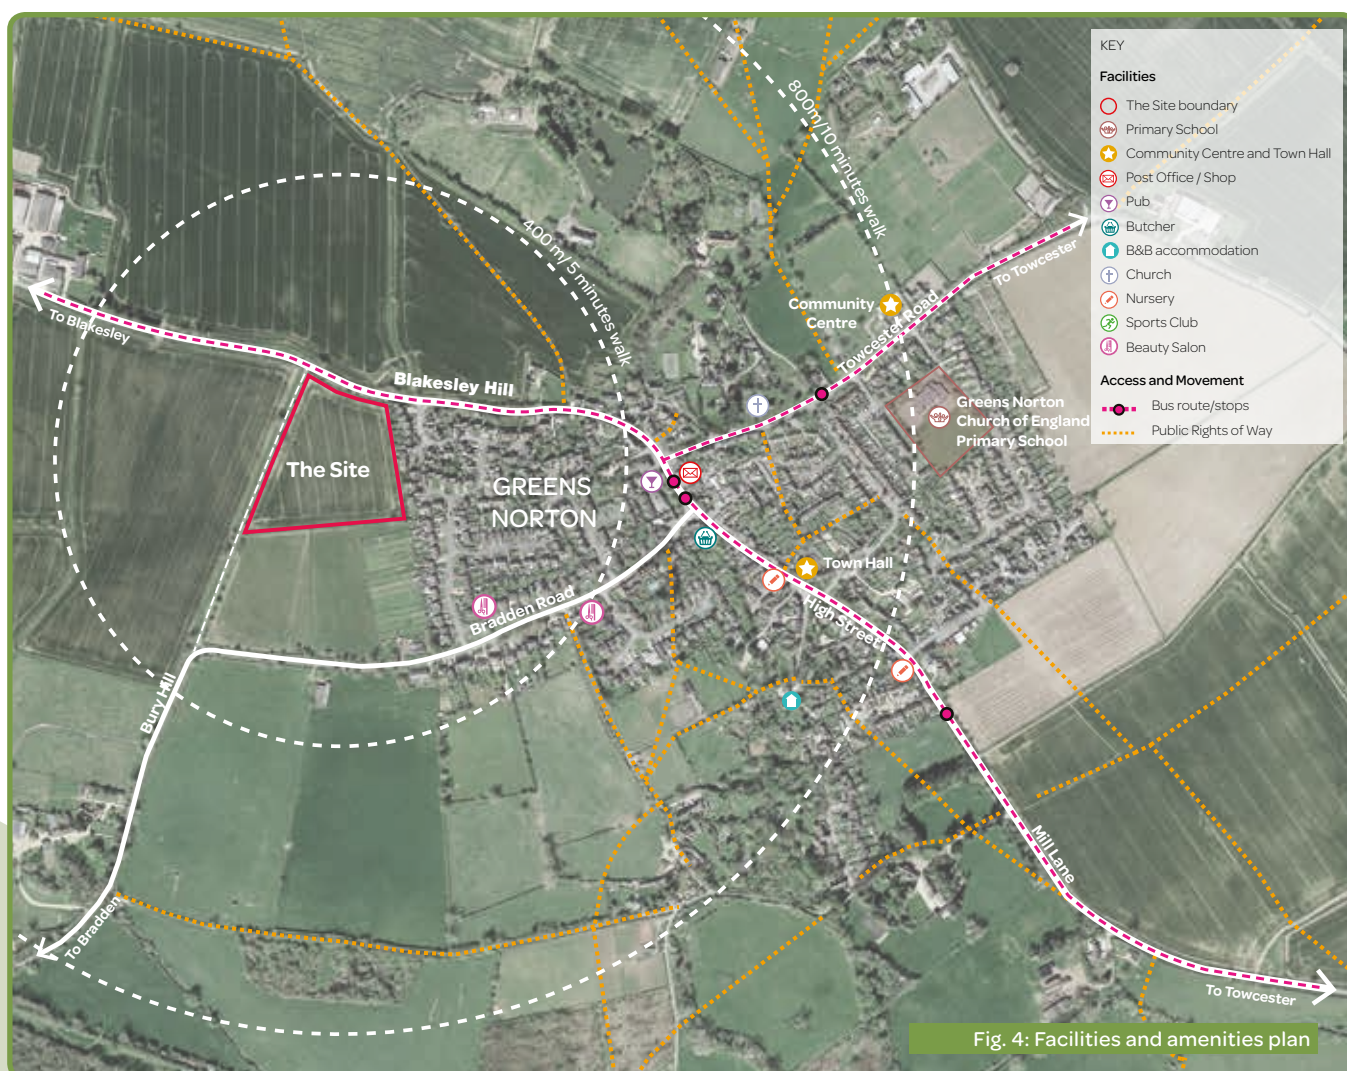 KEY
Facilities
The Site boundary
Primary School
Community Centre and Town Hall
Post Office / Shop
Pub
Butcher
B&B accommodation
Church
Nursery
Sports Club
Beauty Salon
Access and Movement
Bus route/stops
Public Rights of Way
800m/10 minutes walk
400 m/ 5 minutes walk
To Towcester
To Blakesley
Community
Centre
Towcester Road
Blakesley Hill
Greens Norton
Church of England
Primary School
The Site
GREENS
NORTON
Town Hall
Bradden Road
High Street
Bury Hill
Mill Lane
To Bradden
To Towcester
Fig. 4: Facilities and amenities plan